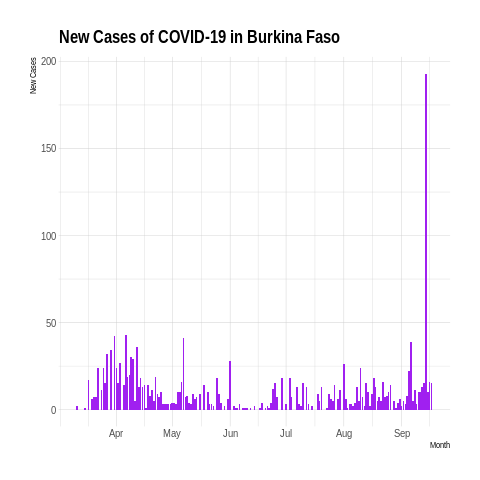 New Cases of COVID-19 in Burkina Faso
New Cases
200
150
100
50
0
Apr May Jun Jul Aug Sep
Month